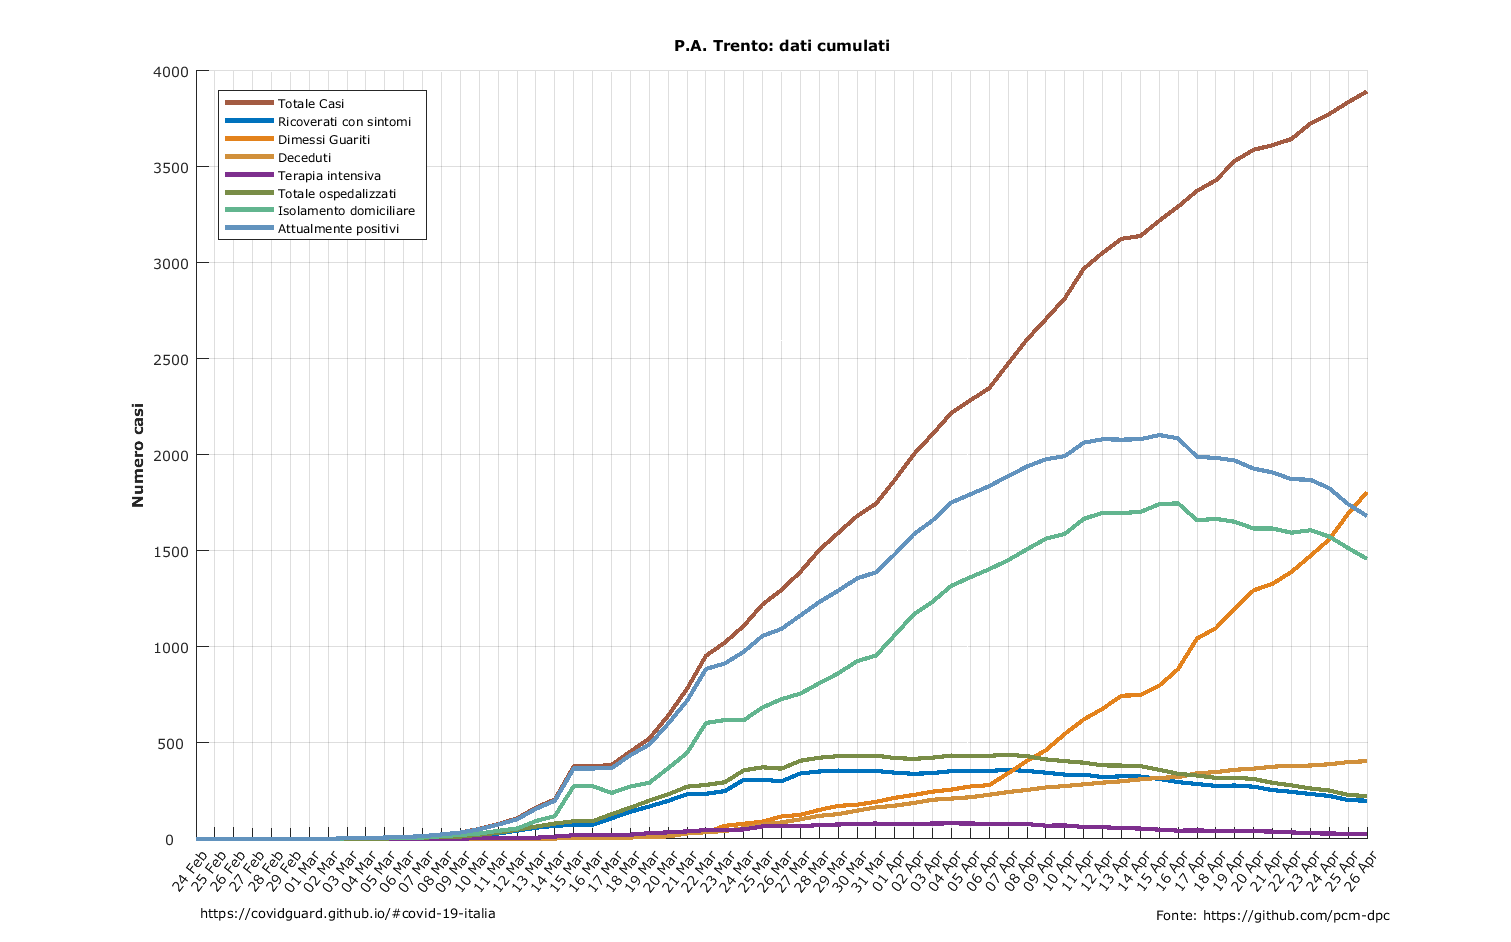 P.A. Trento: dati cumulati
4000
3500
3000
2500
2000
1500
1000
500
0
Numero casi
Totale Casi
Ricoverati con sintomi
Dimessi Guariti
Deceduti
Terapia intensiva
Totale ospedalizzati
Isolamento domiciliare
Attualmente positivi
24 Feb
25 Feb
26 Feb
27 Feb
28 Feb
29 Feb
01 Mar
02 Mar
03 Mar
04 Mar
05 Mar
06 Mar
07 Mar
08 Mar
09 Mar
10 Mar
11 Mar
12 Mar
13 Mar
14 Mar
15 Mar
16 Mar
17 Mar
18 Mar
19 Mar
20 Mar
21 Mar
22 Mar
23 Mar
24 Mar
25 Mar
26 Mar
27 Mar
28 Mar
29 Mar
30 Mar
31 Mar
01 Apr
02 Apr
03 Apr
04 Apr
05 Apr
06 Apr
07 Apr
08 Apr
09 Apr
10 Apr
11 Apr
12 Apr
13 Apr
14 Apr
15 Apr
16 Apr
17 Apr
18 Apr
19 Apr
20 Apr
21 Apr
22 Apr
23 Apr
24 Apr
25 Apr
26 Apr
https://covidguard.github.io/#covid-19-italia
Fonte: https://github.com/pcm-dpc